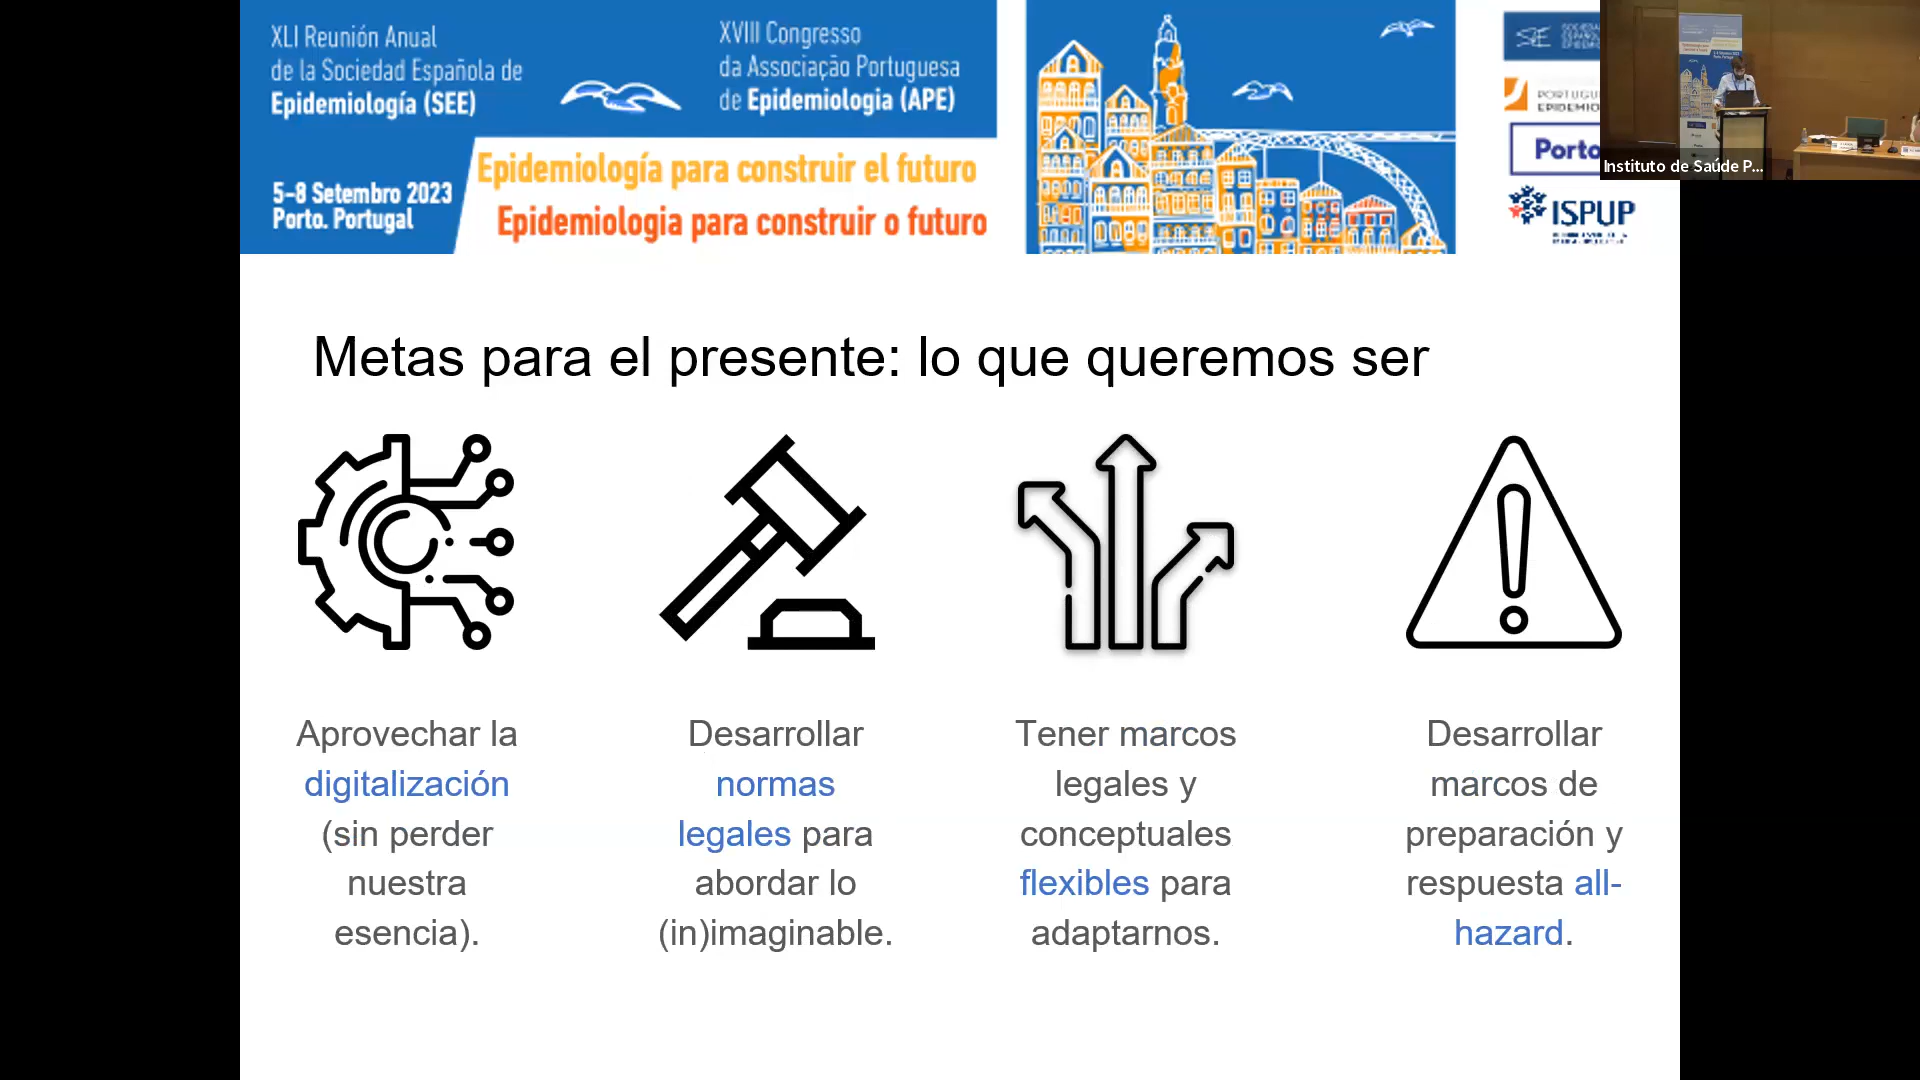 XLI Reunión Anual
de la Sociedad Española de
Epidemiología (SEE)
XVIII Congresso
da Associação Portuguesa
de Epidemiologia (APE)
5-8 Setembro 2023
Porto. Portugal
Epidemiología para construir el futuro
Epidemiologia para construir o futuro
SEE
PORTUGU
EPIDEMIO
Porto
ISPUP
Instituto de Saúde P...
Metas para el presente: lo que queremos ser
Aprovechar la
digitalización
(sin perder
nuestra
esencia).
Desarrollar
normas
legales para
abordar lo
(in)imaginable.
Tener marcos
legales y
conceptuales
flexibles para
adaptarnos.
Desarrollar
marcos de
preparación y
respuesta all-
hazard.